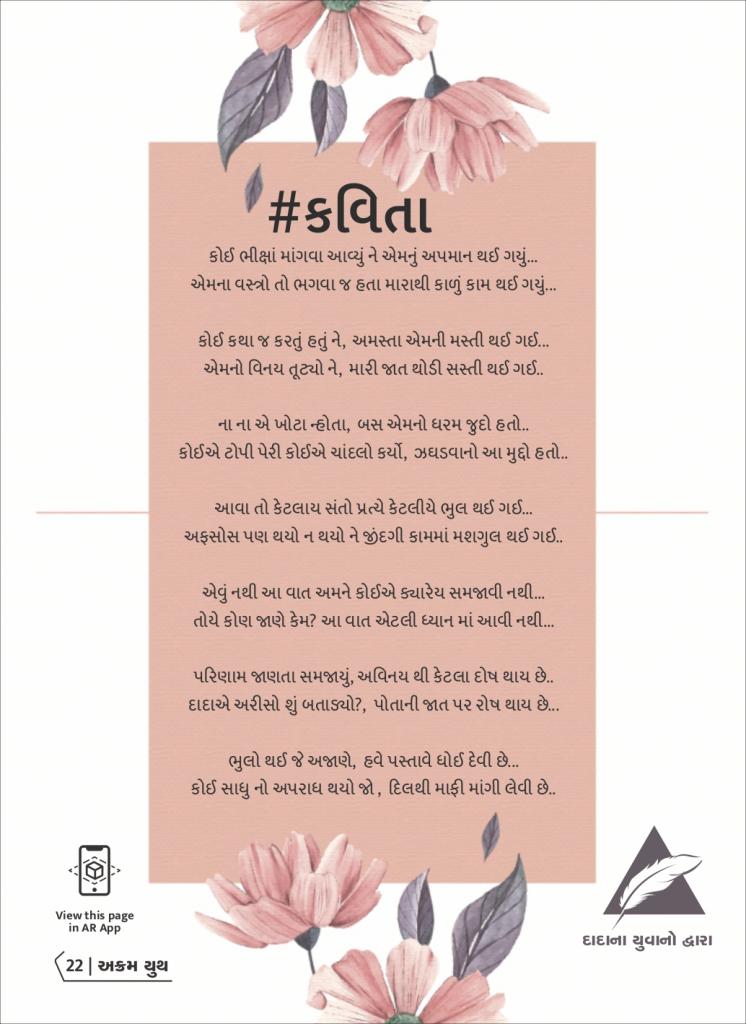 #કવિતા
કોઈ ભીક્ષાં માંગવા આવ્યું ને એમનું અપમાન થઈ ગયું...
એમના વસ્ત્રો તો ભગવા જ હતા મારાથી કાળું કામ થઈ ગયું...
કોઈ કથા જ કરતું હતું ને, અમસ્તા એમની મસ્તી થઈ ગઈ...
એમનો વિનય તૂટ્યો ને, મારી જાત થોડી સસ્તી થઈ ગઈ..
ના ના એ ખોટા ન્હોતા, બસ એમનો ધરમ જુદો હતો..
કોઈએ ટોપી પેરી કોઈએ ચાંદલો કર્યો, ઝઘડવાનો આ મુદ્દો હતો..
આવા તો કેટલાય સંતો પ્રત્યે કેટલીયે ભુલ થઈ ગઈ...
અફસોસ પણ થયો ન થયો ને જીંદગી કામમાં મશગુલ થઈ ગઈ..
એવું નથી આ વાત અમને કોઈએ ક્યારેય સમજાવી નથી...
તોયે કોણ જાણે કેમ? આ વાત એટલી ધ્યાન માં આવી નથી...
પરિણામ જાણતા સમજાયું, અવિનય થી કેટલા દોષ થાય છે..
દાદાએ અરીસો શું બતાડ્યો?, પોતાની જાત પર રોષ થાય છે...
ભુલો થઈ જે અજાણે, હવે પસ્તાવે ધોઈ દેવી છે...
કોઈ સાધુ નો અપરાધ થયો જો , દિલથી માફી માંગી લેવી છે..
View this page
in AR App
22 | અક્રમ યુથ
દાદાના યુવાનો દ્વારા